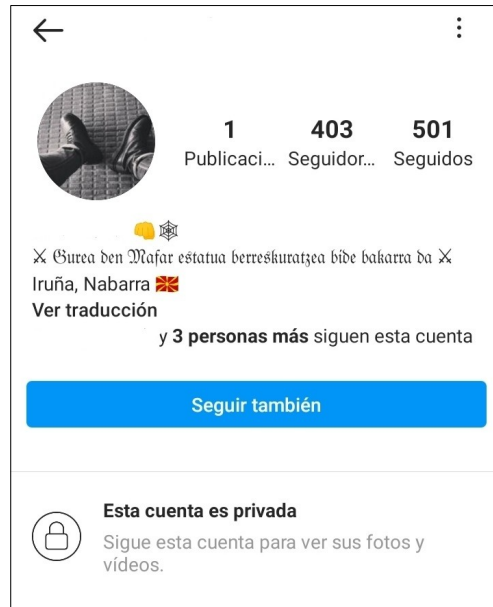 1 403 501
Publicaci... Seguidor... Seguidos
👊🕸
⚔ Gurea den Nafar estatua berreskuratzea bide bakarra da ⚔
Iruña, Nabarra 🇲🇰
Ver traducción
y 3 personas más siguen esta cuenta
Seguir también
Esta cuenta es privada
Sigue esta cuenta para ver sus fotos y
vídeos.